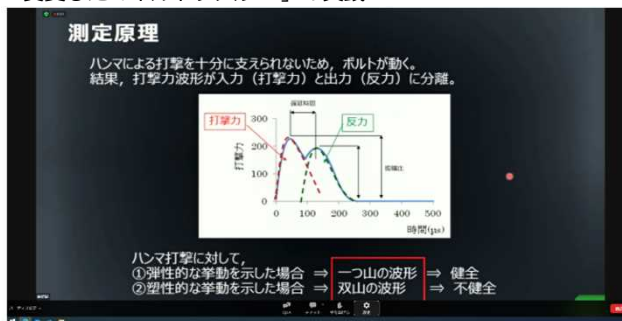 測定原理
ハンマによる打撃を十分に支えられないため，ボルトが動く。
結果，打撃力波形が入力（打撃力）と出力（反力）に分離。
打撃力
反力
打撃力
300
200
100
0
0 100 200 300 400 500
時間(μs)
ハンマ打撃に対して，
①弾性的な挙動を示した場合 ⇒ 一つ山の波形 ⇒ 健全
②塑性的な挙動を示した場合 ⇒ 双山の波形 ⇒ 不健全